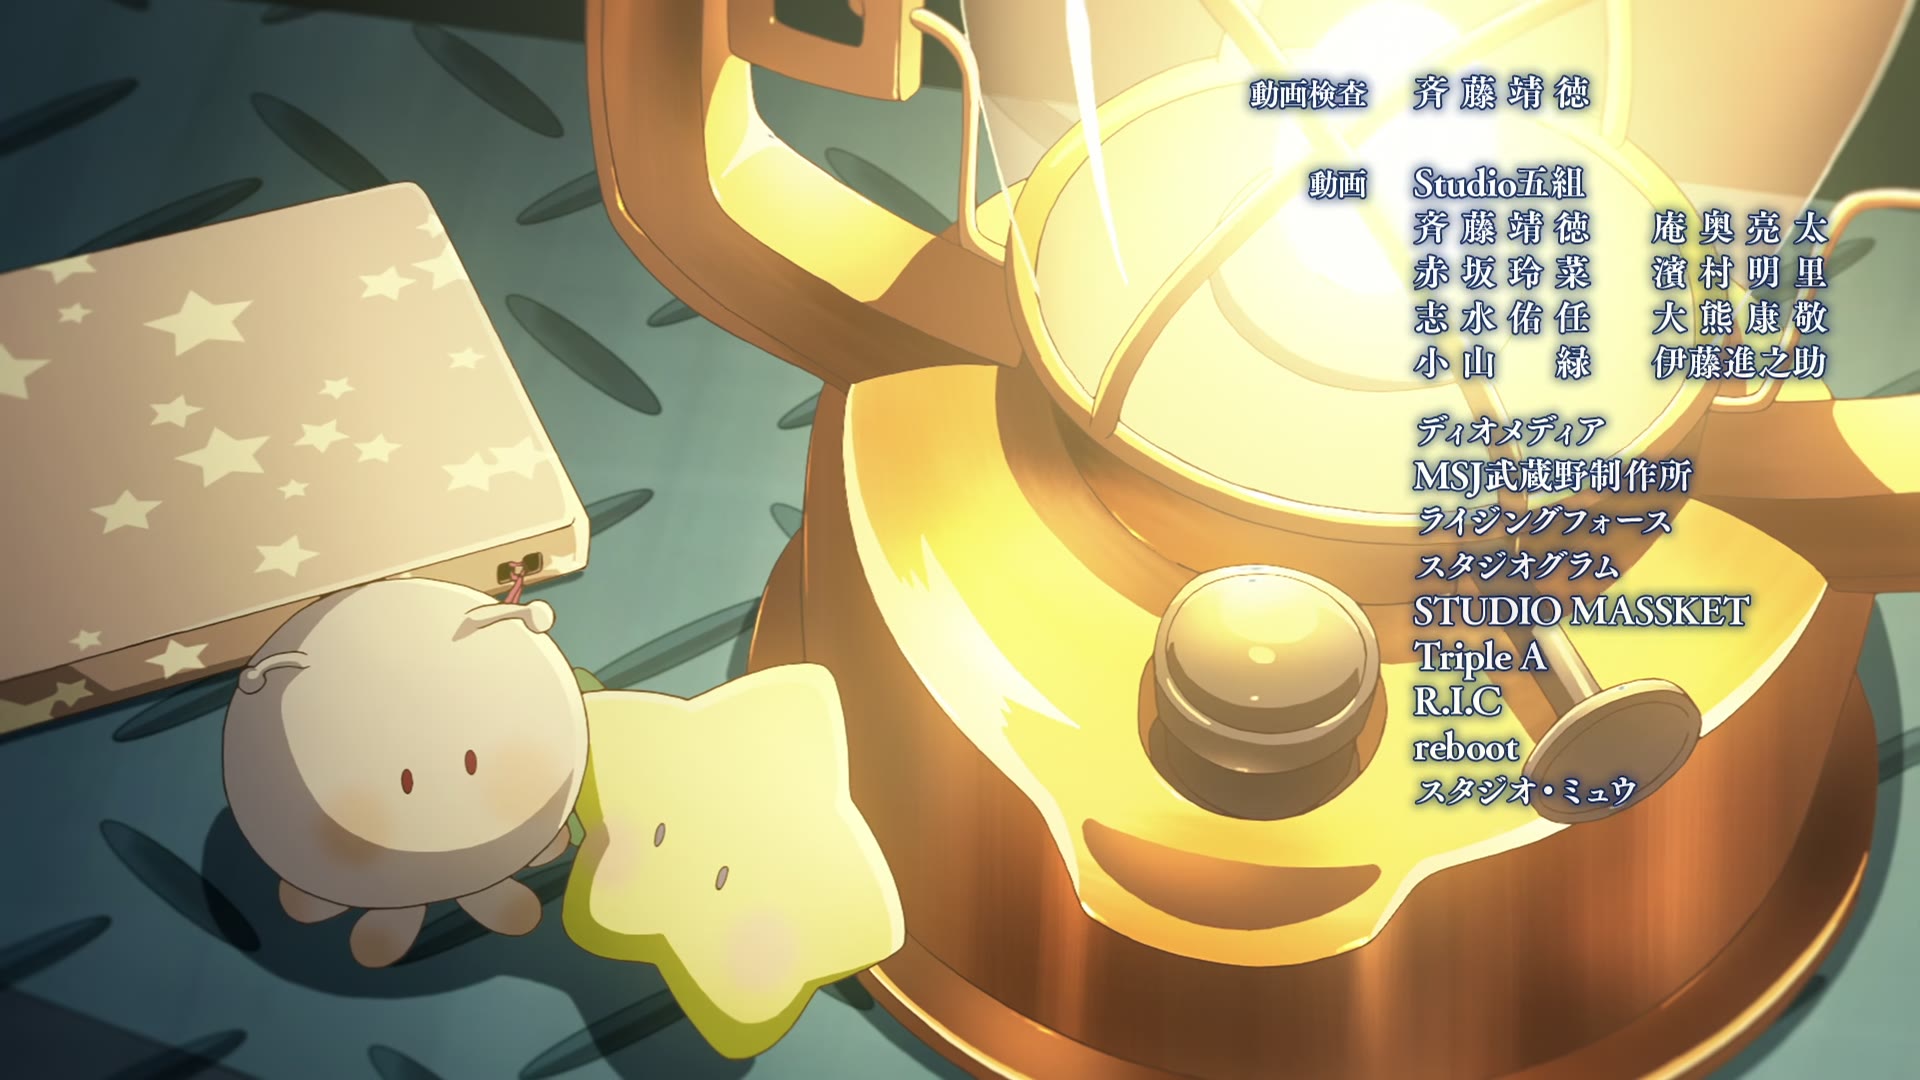 動画検査 斉藤靖徳
動画 Studio五組
斉藤靖徳 庵奥亮太
赤坂玲菜 濱村明里
志水佑任 大熊康敬
小山 緑 伊藤進之助
ディオメディア
MSJ武蔵野制作所
ライジングフォース
スタジオグラム
STUDIO MASSKET
Triple A
R.I.C
reboot
スタジオ・ミュウ